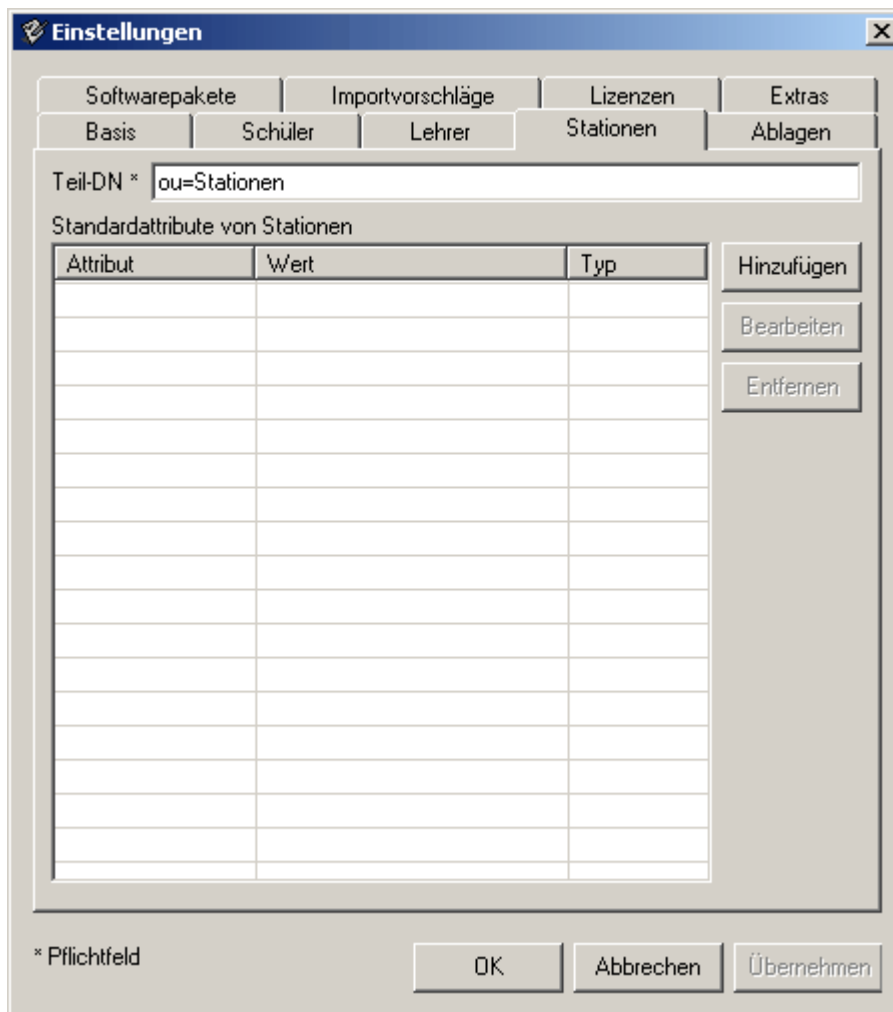 Einstellungen
Softwarepakete Importvorschläge Lizenzen Extras
Basis Schüler Lehrer Stationen Ablagen
Teil-DN * ou=Stationen
Standardattribute von Stationen
Attribut Wert Typ Hinzufügen
Bearbeiten
Entfernen
* Pflichtfeld OK Abbrechen Übernehmen